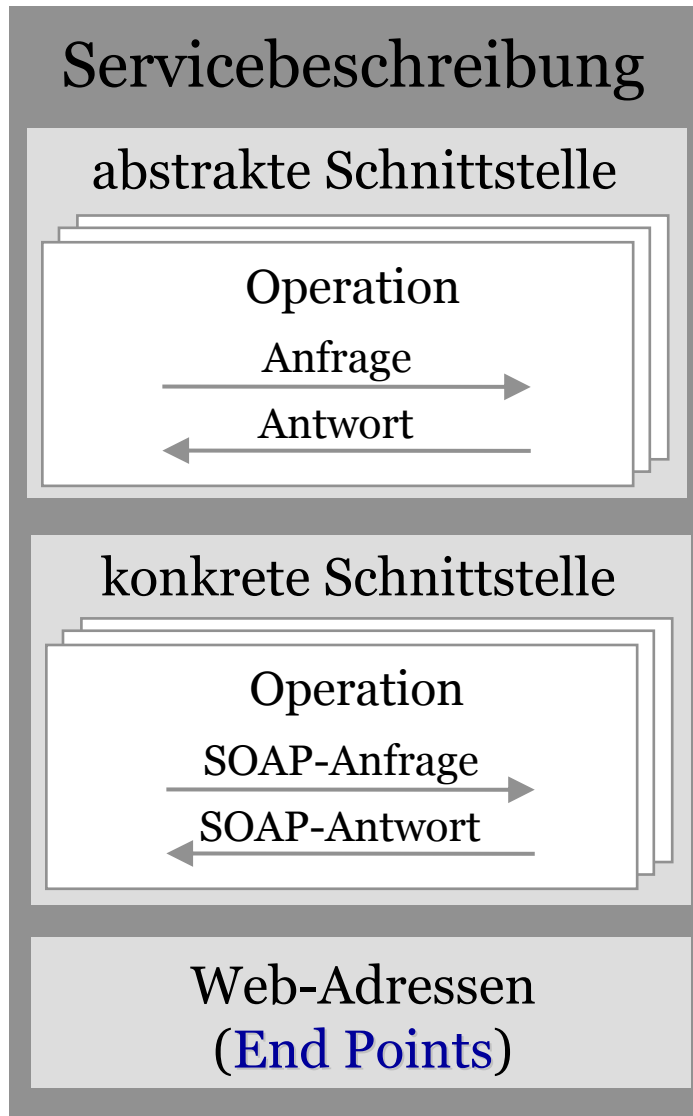 Servicebeschreibung
abstrakte Schnittstelle
Operation
Anfrage
Antwort
konkrete Schnittstelle
Operation
SOAP-Anfrage
SOAP-Antwort
Web-Adressen
(End Points)